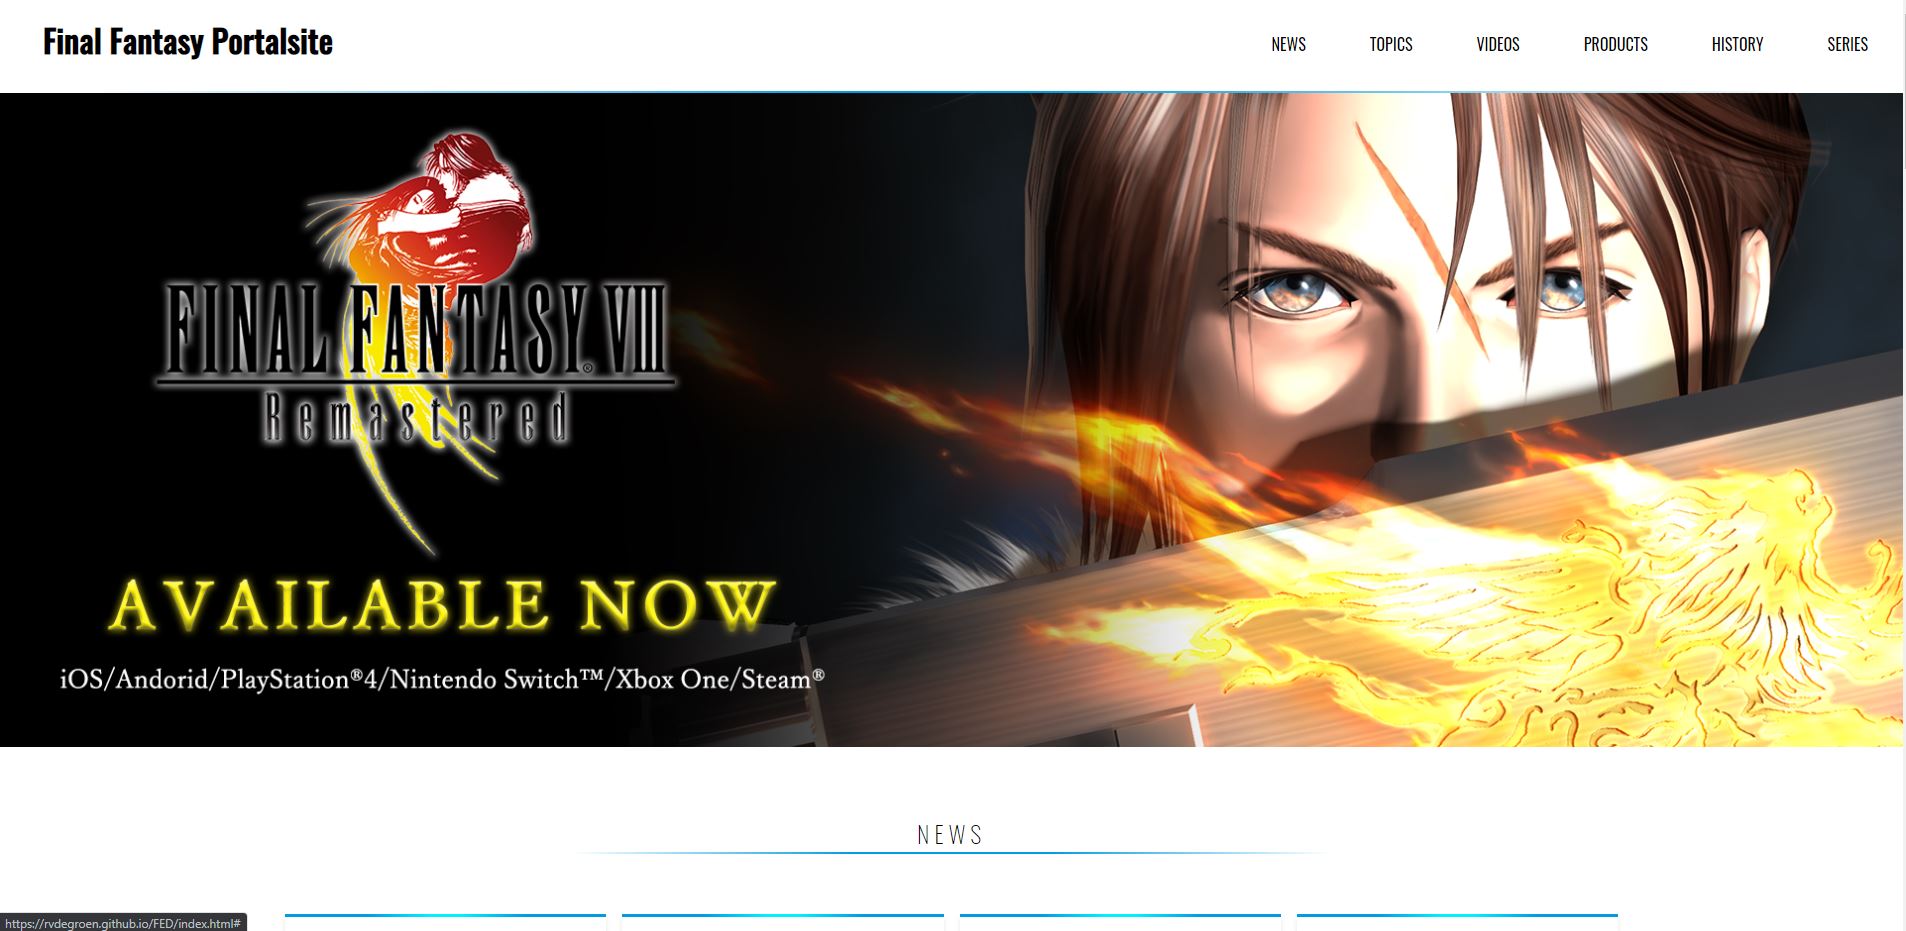 Final Fantasy Portalsite
NEWS TOPICS VIDEOS PRODUCTS HISTORY SERIES
FINAL FANTASY® VIII
Remastered
AVAILABLE NOW
iOS/Andorid/PlayStation®4/Nintendo Switch™/Xbox One/Steam®
NEWS
https://rvdegroen.github.io/FED/index.html#